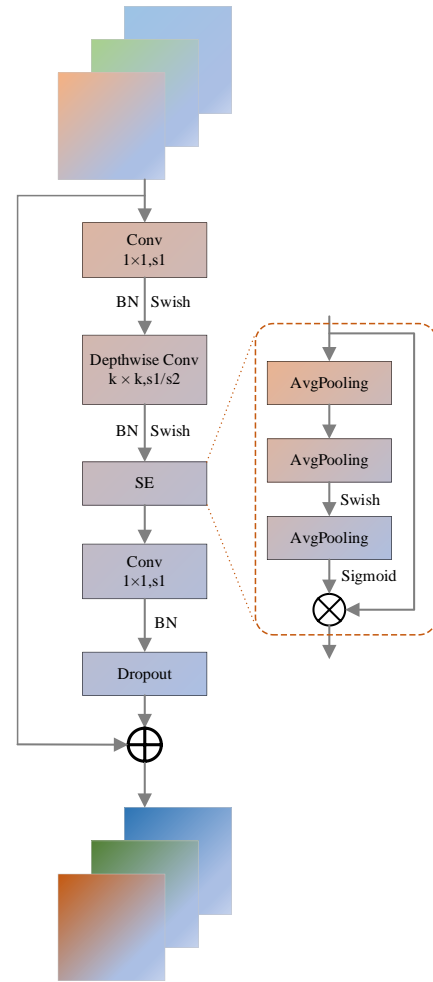 Conv
1×1,s1
BN Swish
Depthwise Conv
k × k,s1/s2
BN Swish
SE
Conv
1×1,s1
BN
Dropout
AvgPooling
AvgPooling
Swish
AvgPooling
Sigmoid